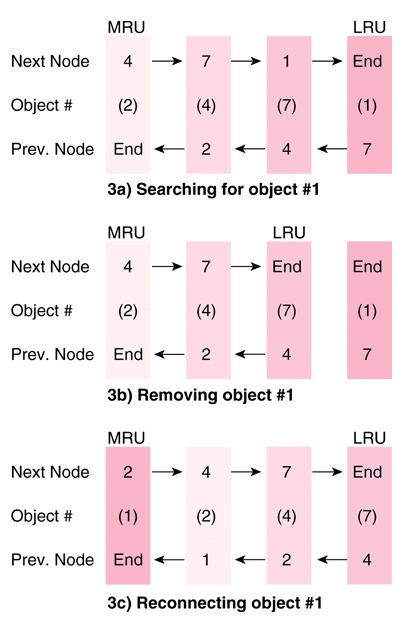 MRU LRU
Next Node 4 7 1 End
Object # (2) (4) (7) (1)
Prev. Node End 2 4 7
3a) Searching for object #1
MRU LRU
Next Node 4 7 End End
Object # (2) (4) (7) (1)
Prev. Node End 2 4 7
3b) Removing object #1
MRU LRU
Next Node 2 4 7 End
Object # (1) (2) (4) (7)
Prev. Node End 1 2 4
3c) Reconnecting object #1